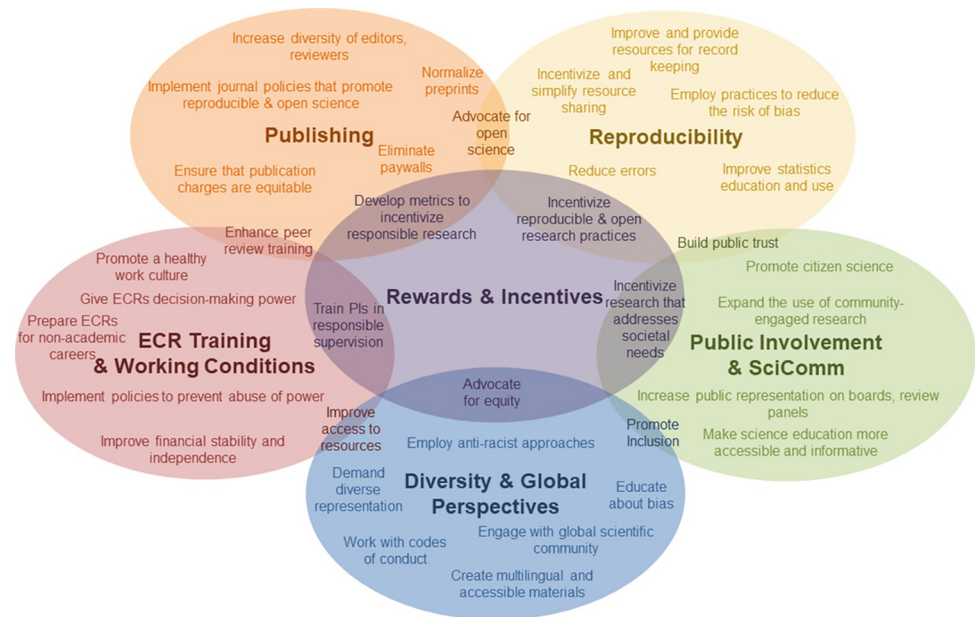 Increase diversity of editors,
reviewers
Implement journal policies that promote
reproducible & open science
Normalize
preprints
Publishing
Eliminate
paywalls
Ensure that publication
charges are equitable
Advocate for
open
science
Improve and provide
resources for record
keeping
Incentivize and
simplify resource
sharing
Employ practices to reduce
the risk of bias
Reproducibility
Reduce errors
Improve statistics
education and use
Develop metrics to
incentivize
responsible research
Incentivize
reproducible & open
research practices
Enhance peer
review training
Build public trust
Rewards & Incentives
Train PIs in
responsible
supervision
Incentivize
research that
addresses
societal
needs
Advocate
for equity
Promote a healthy
work culture
Give ECRs decision-making power
Prepare ECRs
for non-academic
careers
ECR Training
& Working Conditions
Implement policies to prevent abuse of power
Improve financial stability and
independence
Improve
access to
resources
Promote citizen science
Expand the use of community-
engaged research
Public Involvement
& SciComm
Increase public representation on boards, review
panels
Make science education more
accessible and informative
Promote
Inclusion
Employ anti-racist approaches
Demand
diverse
representation
Diversity & Global
Perspectives
Educate
about bias
Work with codes
of conduct
Engage with global scientific
community
Create multilingual and
accessible materials